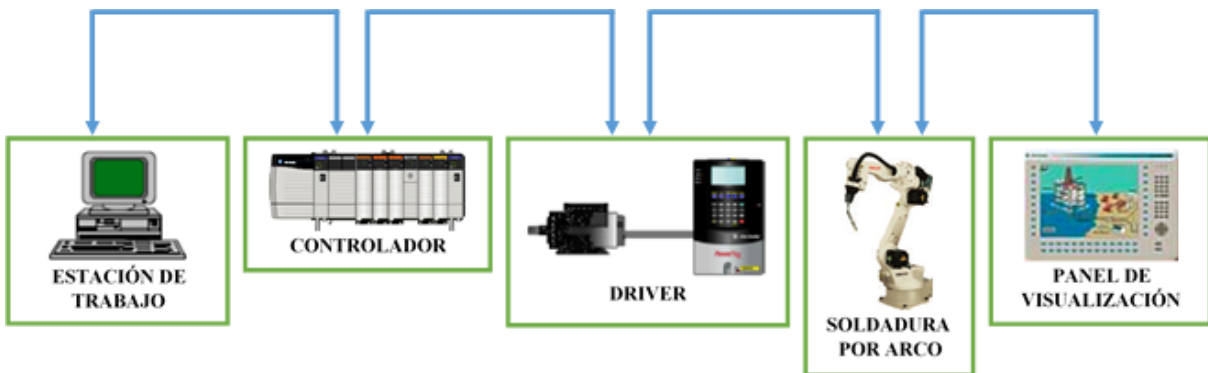 ESTACIÓN DE
TRABAJO
CONTROLADOR
DRIVER
SOLDADURA
POR ARCO
PANEL DE
VISUALIZACIÓN